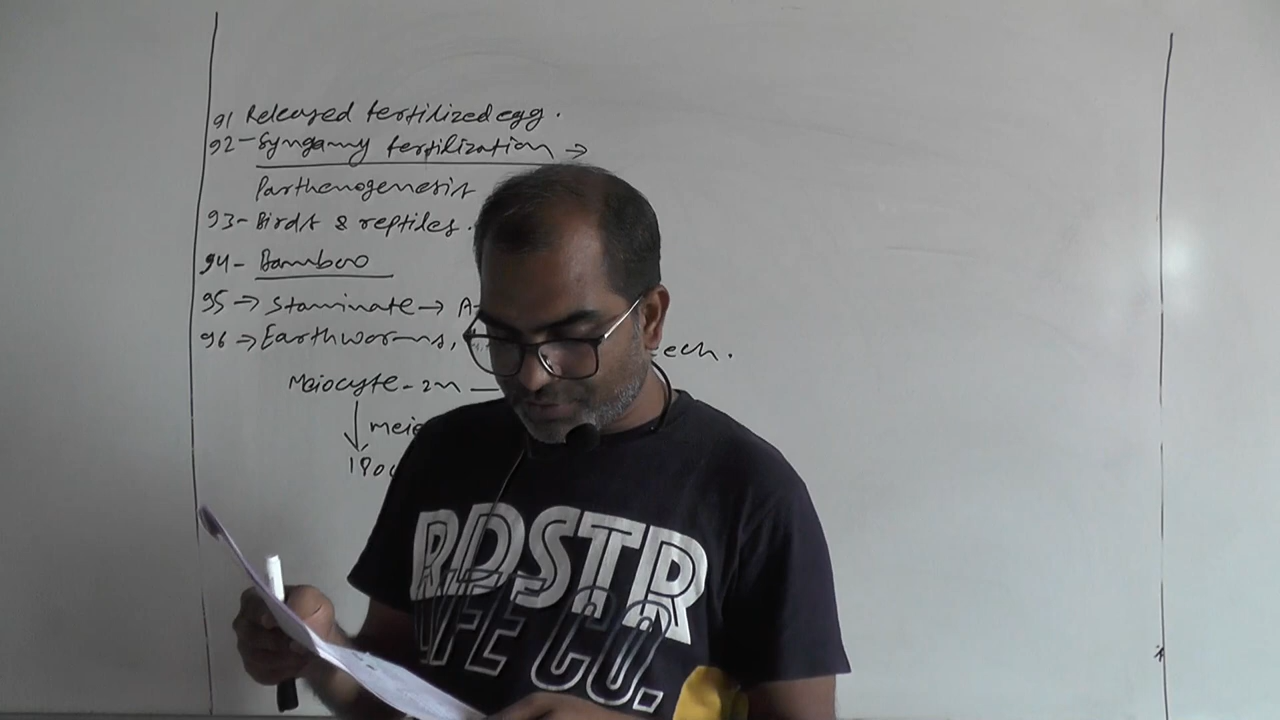 91 Released fertilized egg.
92- Syngamy fertilization →
Parthenogenesis
93- Birds & reptiles.
94- Bamboo
95 → Staminate →
96 → Earthworms,
ech.
Meiocyte - 2n —
↓ meio
RDSTR
LIFE CO.